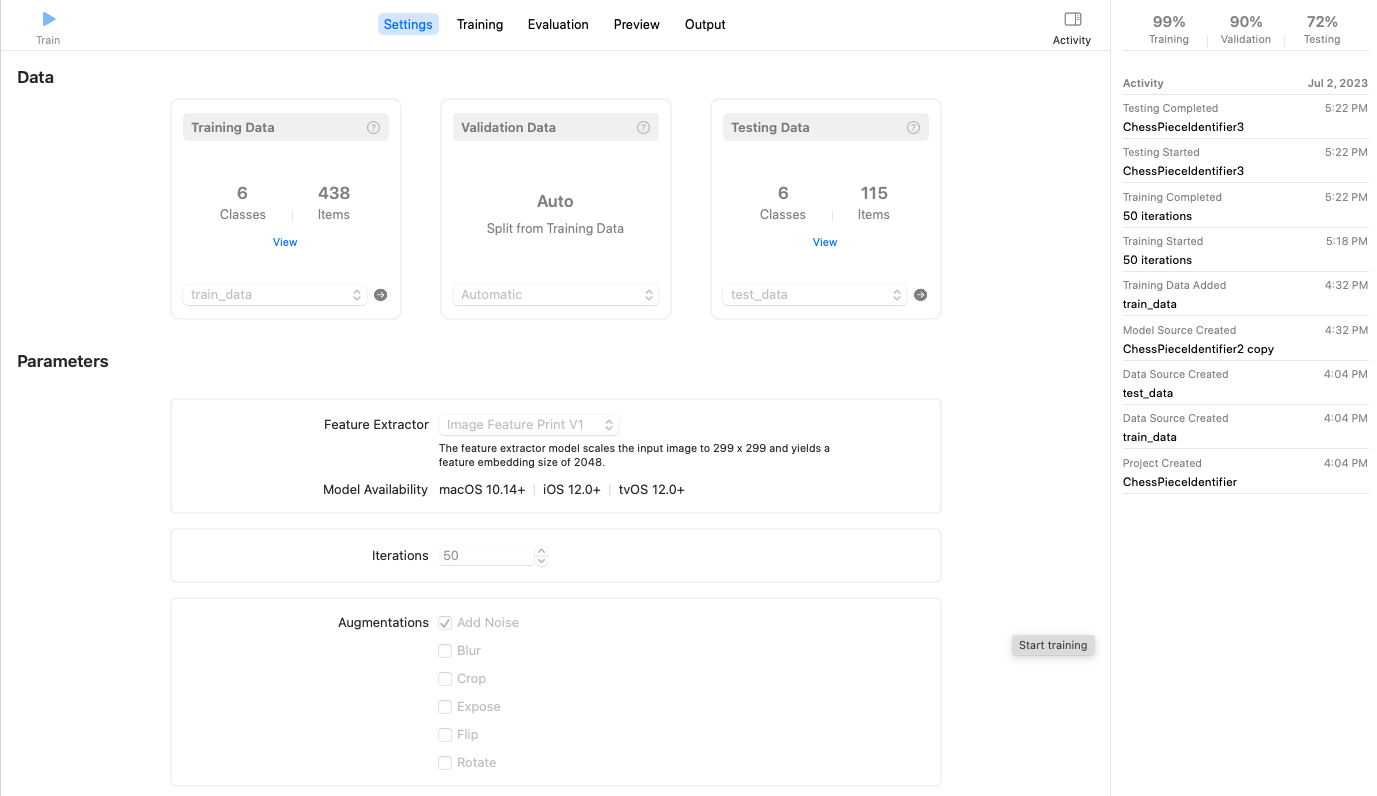 Train
Settings Training Evaluation Preview Output
Activity
Data
Training Data ?
6 438
Classes Items
View
train_data
Validation Data ?
Auto
Split from Training Data
Automatic
Testing Data ?
6 115
Classes Items
View
test_data
Parameters
Feature Extractor Image Feature Print V1
The feature extractor model scales the input image to 299 x 299 and yields a
feature embedding size of 2048.
Model Availability macOS 10.14+ iOS 12.0+ tvOS 12.0+
Iterations 50
Augmentations Add Noise
Blur
Crop
Expose
Flip
Rotate
Start training
99% 90% 72%
Training Validation Testing
Activity Jul 2, 2023
Testing Completed 5:22 PM
ChessPieceIdentifier3
Testing Started 5:22 PM
ChessPieceIdentifier3
Training Completed 5:22 PM
50 iterations
Training Started 5:18 PM
50 iterations
Training Data Added 4:32 PM
train_data
Model Source Created 4:32 PM
ChessPieceIdentifier2 copy
Data Source Created 4:04 PM
test_data
Data Source Created 4:04 PM
train_data
Project Created 4:04 PM
ChessPieceIdentifier